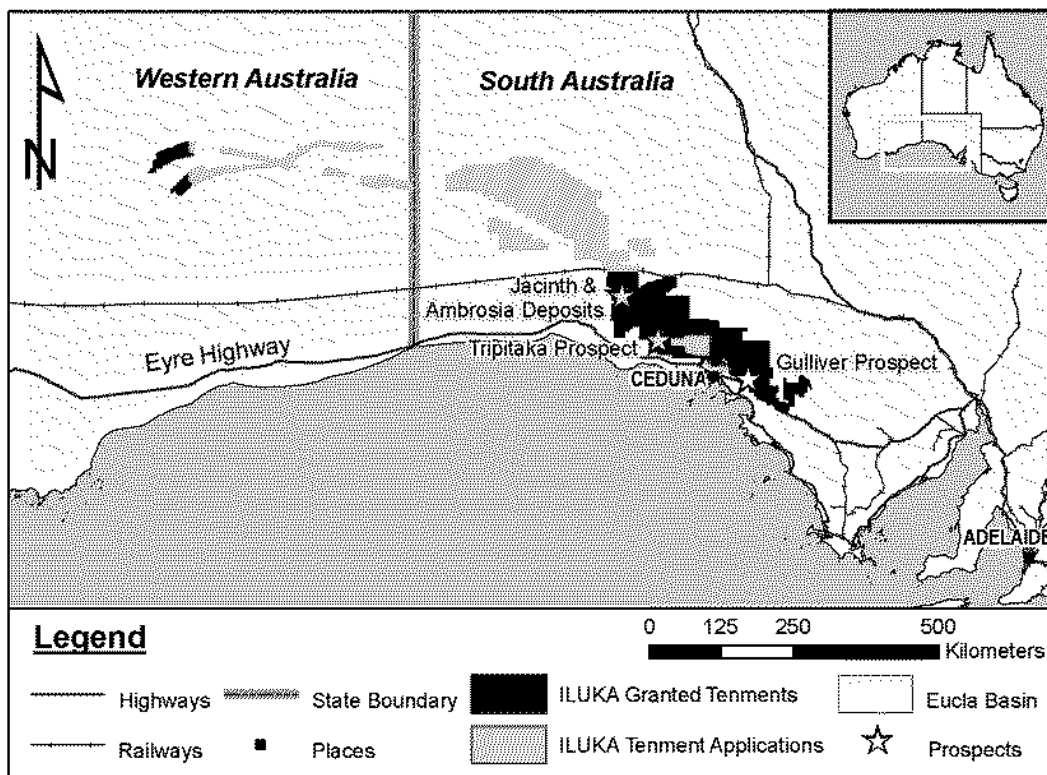 Western Australia
South Australia
N
Jacinth &
Ambrosia Deposits
Eyre Highway
Tripitaka Prospect
Gulliver Prospect
CEDUNA
ADELAIDE
Legend
0 125 250 500
Kilometers
Highways
State Boundary
ILUKA Granted Tenments
Eucla Basin
Railways
Places
ILUKA Tenment Applications
Prospects